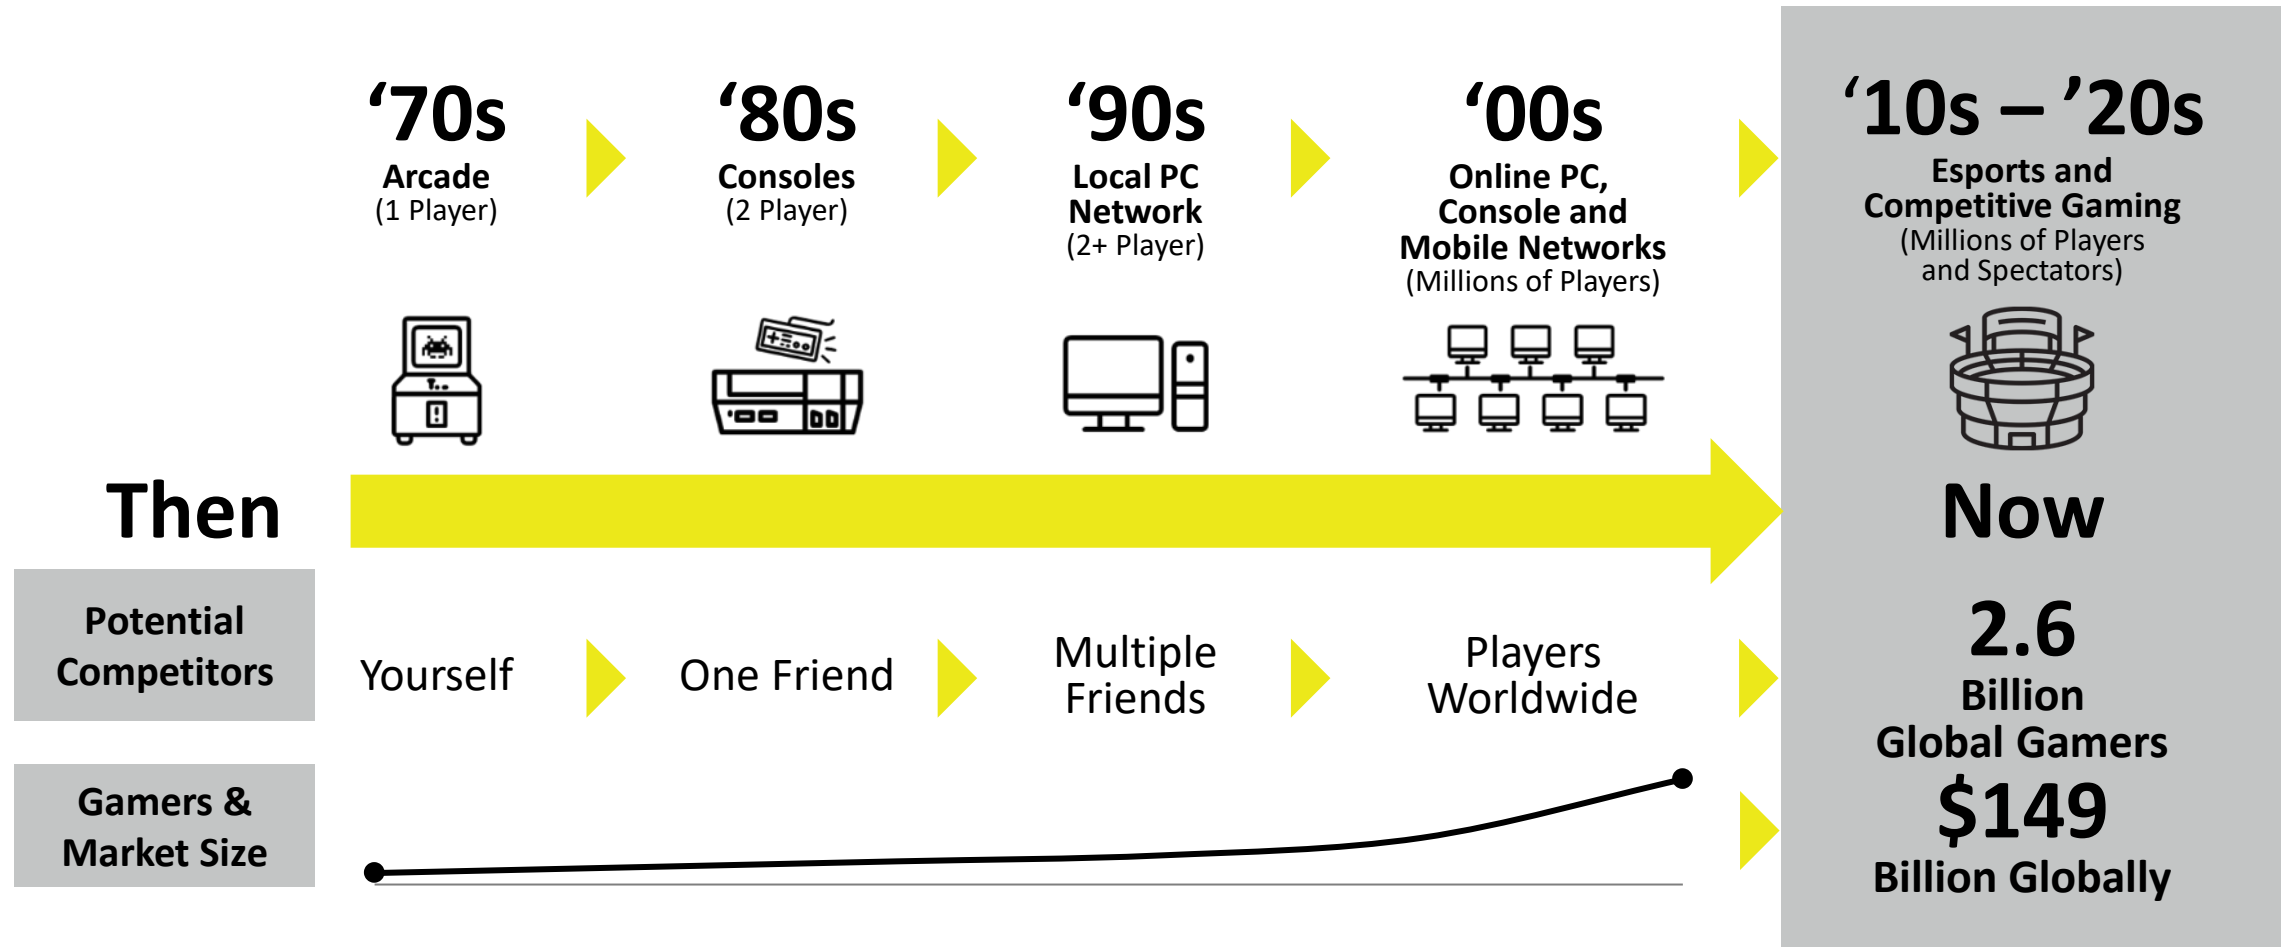 ‘70s
Arcade
(1 Player)
‘80s
Consoles
(2 Player)
‘90s
Local PC
Network
(2+ Player)
‘00s
Online PC,
Console and
Mobile Networks
(Millions of Players)
‘10s – ’20s
Esports and
Competitive Gaming
(Millions of Players
and Spectators)
Then
Now
Potential
Competitors
Yourself
One Friend
Multiple
Friends
Players
Worldwide
2.6
Billion
Global Gamers
Gamers &
Market Size
$149
Billion Globally